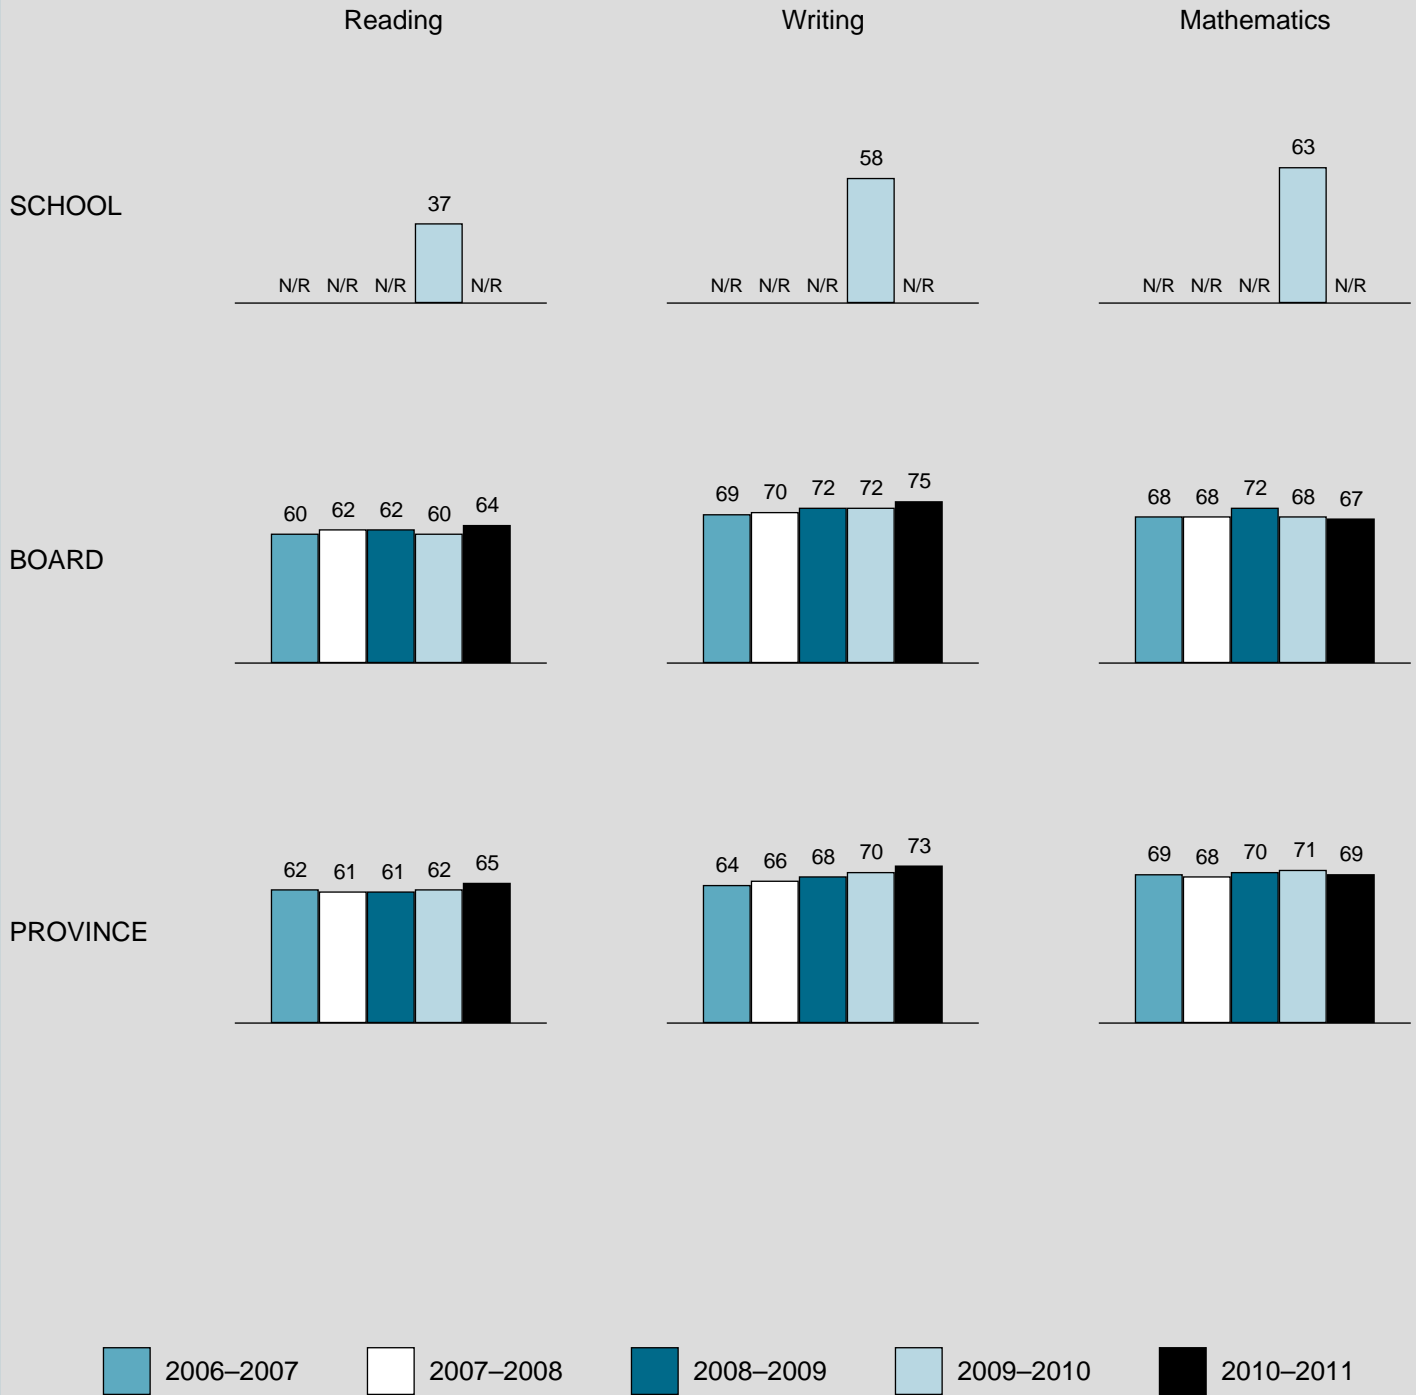 Reading Writing Mathematics
SCHOOL
37 58 63
N/R N/R N/R N/R N/R N/R N/R N/R N/R N/R N/R N/R
BOARD
60 62 62 60 64 69 70 72 72 75 68 68 72 68 67
PROVINCE
62 61 61 62 65 64 66 68 70 73 69 68 70 71 69
2006–2007 2007–2008 2008–2009 2009–2010 2010–2011